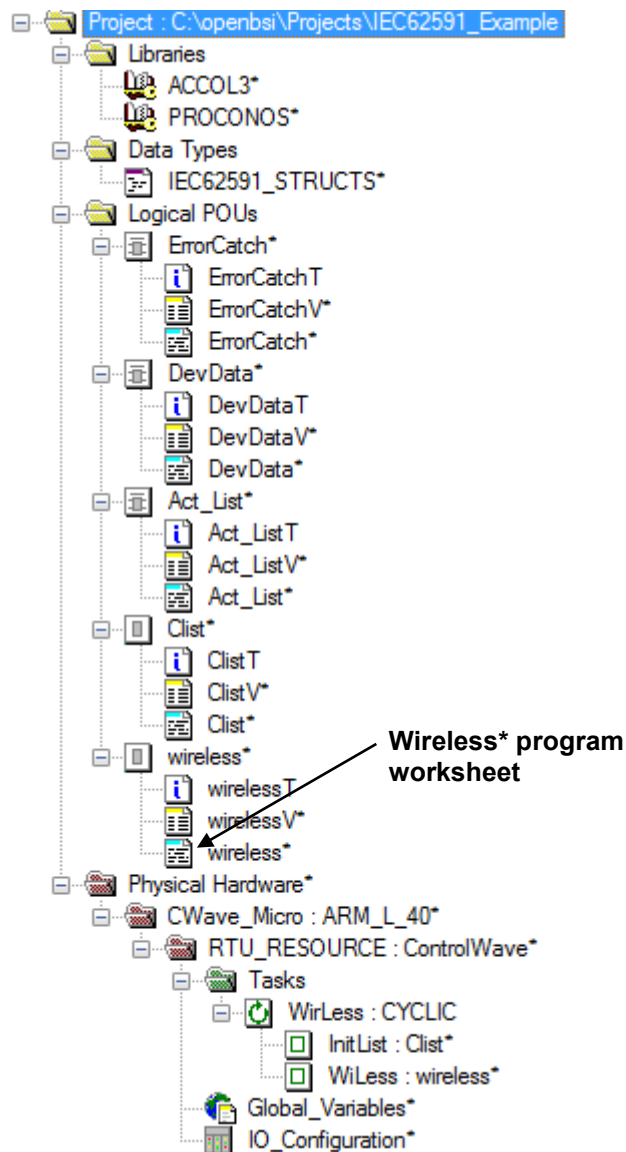 Project : C:\openbsi\Projects\IEC62591_Example
Libraries
ACCOL3*
PROCONOS*
Data Types
IEC62591_STRUCTS*
Logical POUs
ErrorCatch*
ErrorCatchT
ErrorCatchV*
ErrorCatch*
DevData*
DevDataT
DevDataV*
DevData*
Act_List*
Act_ListT
Act_ListV*
Act_List*
Clist*
ClistT
ClistV*
Clist*
Wireless* program
worksheet
wireless*
wirelessT
wirelessV*
wireless*
Physical Hardware*
CWave_Micro : ARM_L_40*
RTU_RESOURCE : ControlWave*
Tasks
WirLess : CYCLIC
InitList : Clist*
WiLess : wireless*
Global_Variables*
IO_Configuration*